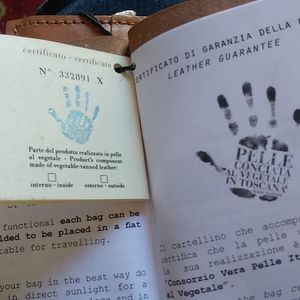 certificato - certificate
N° 332891 X
Parte del prodotto realizzato in pelle
al vegetale - Product's component
made of vegetable-tanned leather:
interno - inside
esterno - outside
functional each bag can be
to be placed in a flat
table for travelling.
your bag in the best way do
in direct sunlight for a
CERTIFICATO DI GARANZIA DELLA
LEATHER GUARANTEE
PELLE
CONCIATA
AL VEGETALE
IN TOSCANA
Il cartellino che accomp
certifica che la pelle
la sua realizzazione
"Consorzio Vera Pelle It
al Vegetale".